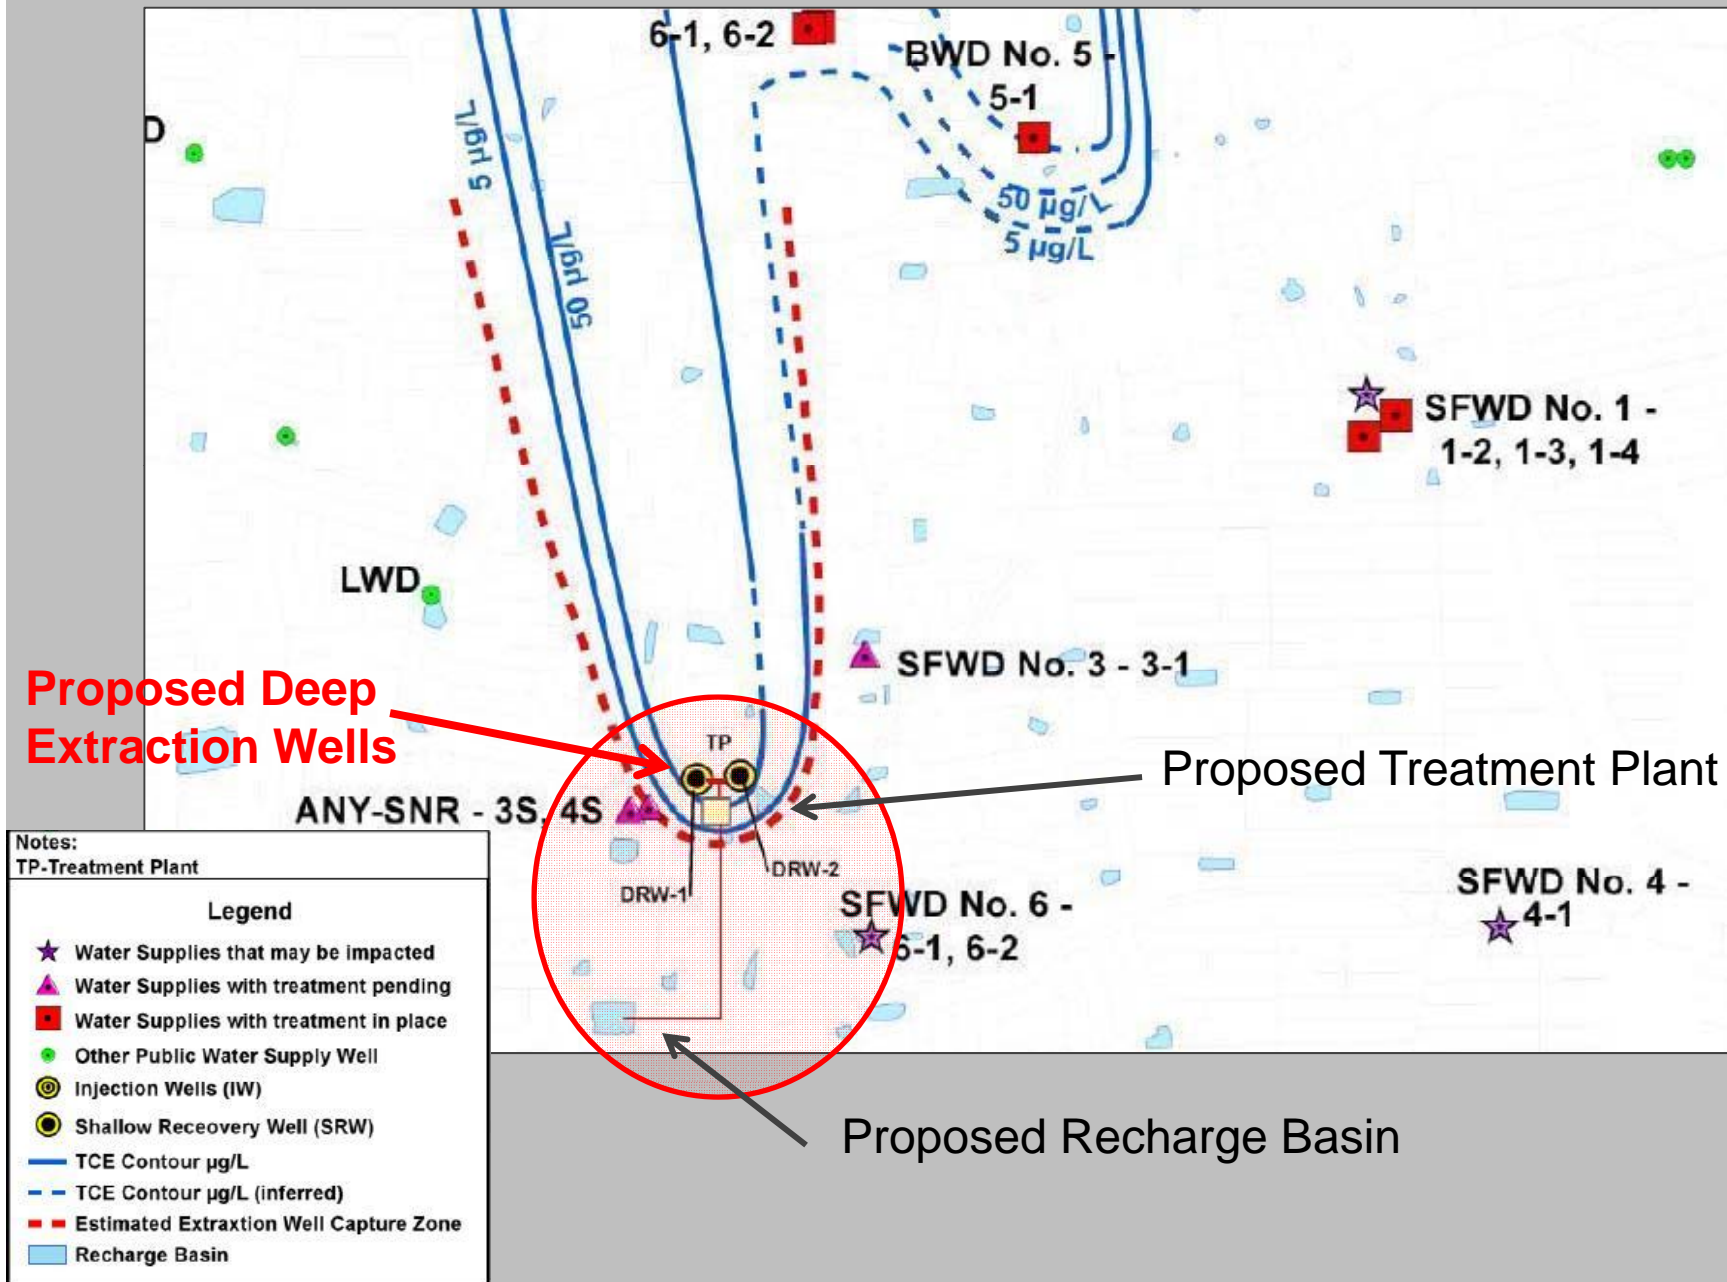 6-1, 6-2
BWD No. 5 -
5-1
D
5 µg/L
50 µg/L
50 µg/L
5 µg/L
SFWD No. 1 -
1-2, 1-3, 1-4
LWD
SFWD No. 3 - 3-1
Proposed Deep
Extraction Wells
TP
Proposed Treatment Plant
ANY-SNR - 3S, 4S
DRW-2
DRW-1
SFWD No. 6 -
6-1, 6-2
SFWD No. 4 -
4-1
Proposed Recharge Basin
Notes:
TP-Treatment Plant
Legend
Water Supplies that may be impacted
Water Supplies with treatment pending
Water Supplies with treatment in place
Other Public Water Supply Well
Injection Wells (IW)
Shallow Receovery Well (SRW)
TCE Contour µg/L
TCE Contour µg/L (inferred)
Estimated Extraxtion Well Capture Zone
Recharge Basin